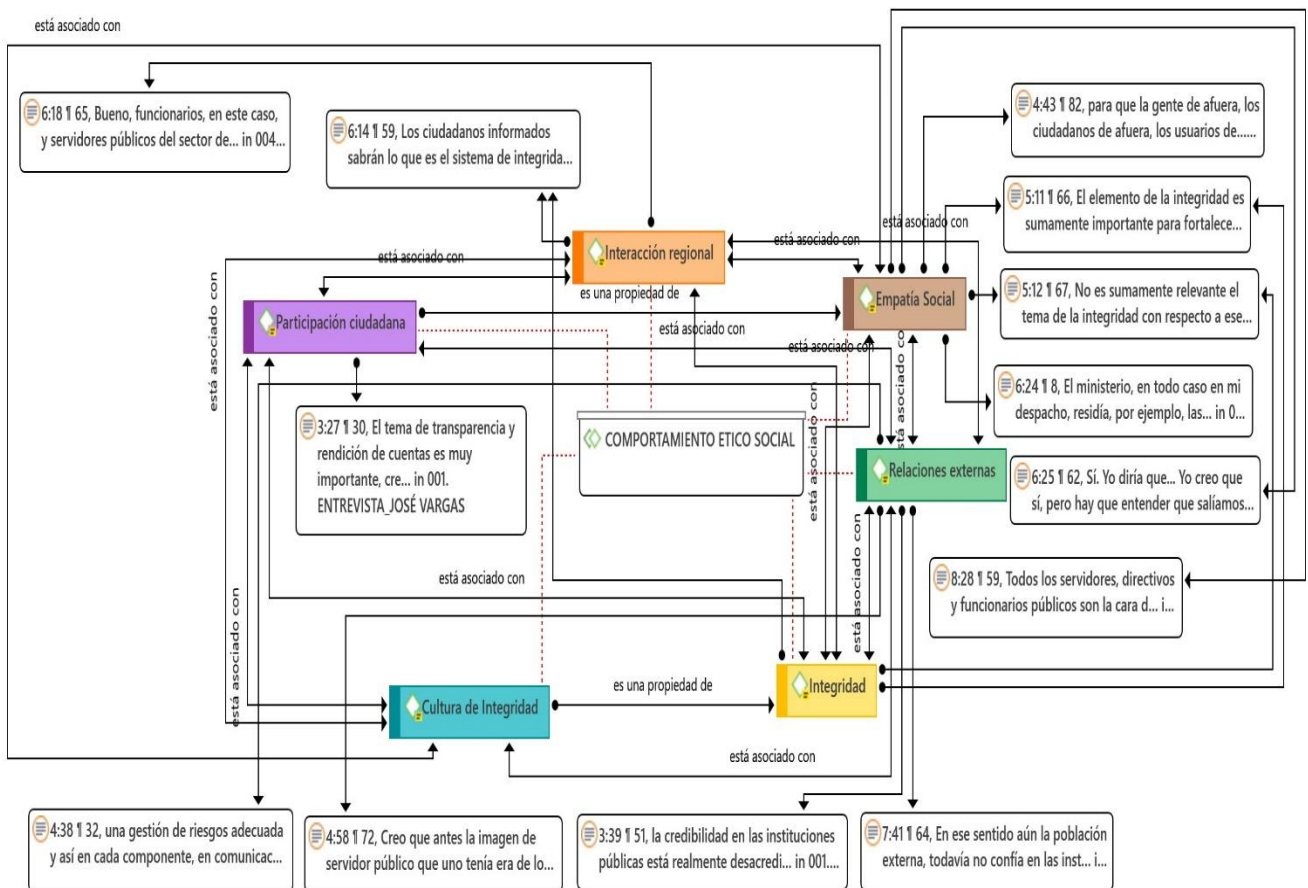 está asociado con
6:18 ¶ 65, Bueno, funcionarios, en este caso,
y servidores públicos del sector de... in 004...
6:14 ¶ 59, Los ciudadanos informados
sabrán lo que es el sistema de integrida...
4:43 ¶ 82, para que la gente de afuera, los
ciudadanos de afuera, los usuarios de......
5:11 ¶ 66, El elemento de la integridad es
sumamente importante para fortalece...
está asociado con
está asociado con
Interacción regional
está asociado con
es una propiedad de
Empatía Social
5:12 ¶ 67, No es sumamente relevante el
tema de la integridad con respecto a ese...
está asociado con
Participación ciudadana
está asociado con
está asociado con
está asociado co
6:24 ¶ 8, El ministerio, en todo caso en mi
despacho, residía, por ejemplo, las... in 0...
3:27 ¶ 30, El tema de transparencia y
rendición de cuentas es muy
importante, cre... in 001.
ENTREVISTA_JOSÉ VARGAS
COMPORTAMIENTO ETICO SOCIAL
está asociado con
está asociado con
Relaciones externas
6:25 ¶ 62, Sí. Yo diría que... Yo creo que
sí, pero hay que entender que salíamos...
está asociado con
está asociado con
8:28 ¶ 59, Todos los servidores, directivos
y funcionarios públicos son la cara d... i...
está asociado con
Cultura de Integridad
es una propiedad de
Integridad
está asociado con
4:38 ¶ 32, una gestión de riesgos adecuada
y así en cada componente, en comunicac...
4:58 ¶ 72, Creo que antes la imagen de
servidor público que uno tenía era de lo...
3:39 ¶ 51, la credibilidad en las instituciones
públicas está realmente desacredi... in 001....
7:41 ¶ 64, En ese sentido aún la población
externa, todavía no confía en las inst... i...